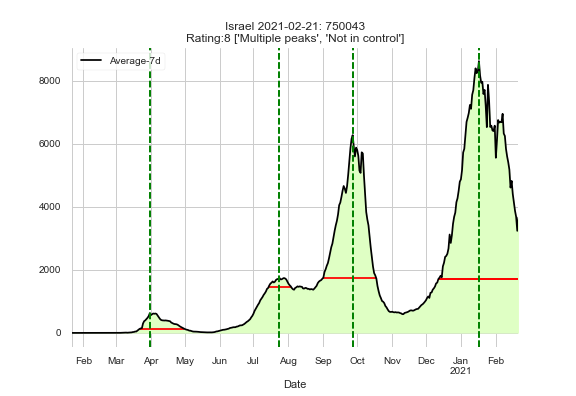 Israel 2021-02-21: 750043
Rating:8 ['Multiple peaks', 'Not in control']
Average-7d
8000
6000
4000
2000
0
Feb Mar Apr May Jun Jul Aug Sep Oct Nov Dec Jan Feb
2021
Date